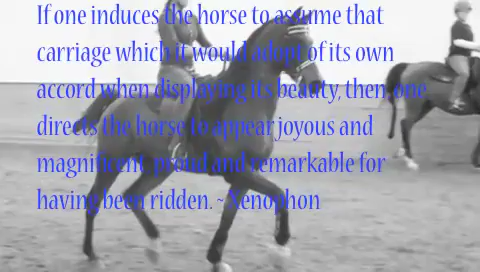 If one induces the horse to assume that
carriage which it would adopt of its own
accord when displaying its beauty, then, one
directs the horse to appear joyous and
magnificent, proud and remarkable for
having been ridden. ~ Xenophon